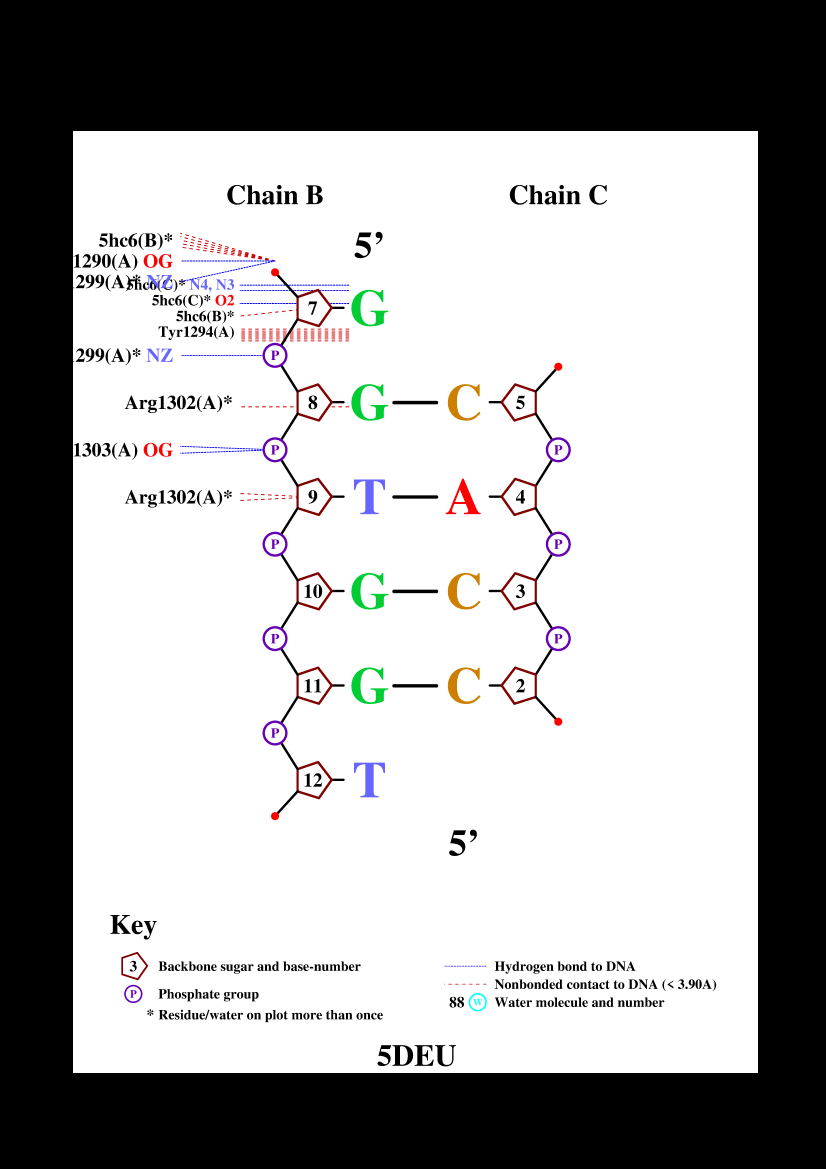 Chain B Chain C
5hc6(B)*
5’
1290(A) OG
299(A)* NZ
5hc6(C)* N4, N3
5hc6(C)* O2
7 G
5hc6(B)*
Tyr1294(A)
299(A)* NZ P
Arg1302(A)* 8 G C 5
1303(A) OG P P
Arg1302(A)* 9 T A 4
P P
10 G C 3
P P
11 G C 2
P
12 T
5’
Key
3 Backbone sugar and base-number
P Phosphate group
* Residue/water on plot more than once
Hydrogen bond to DNA
Nonbonded contact to DNA (< 3.90A)
88 W Water molecule and number
5DEU